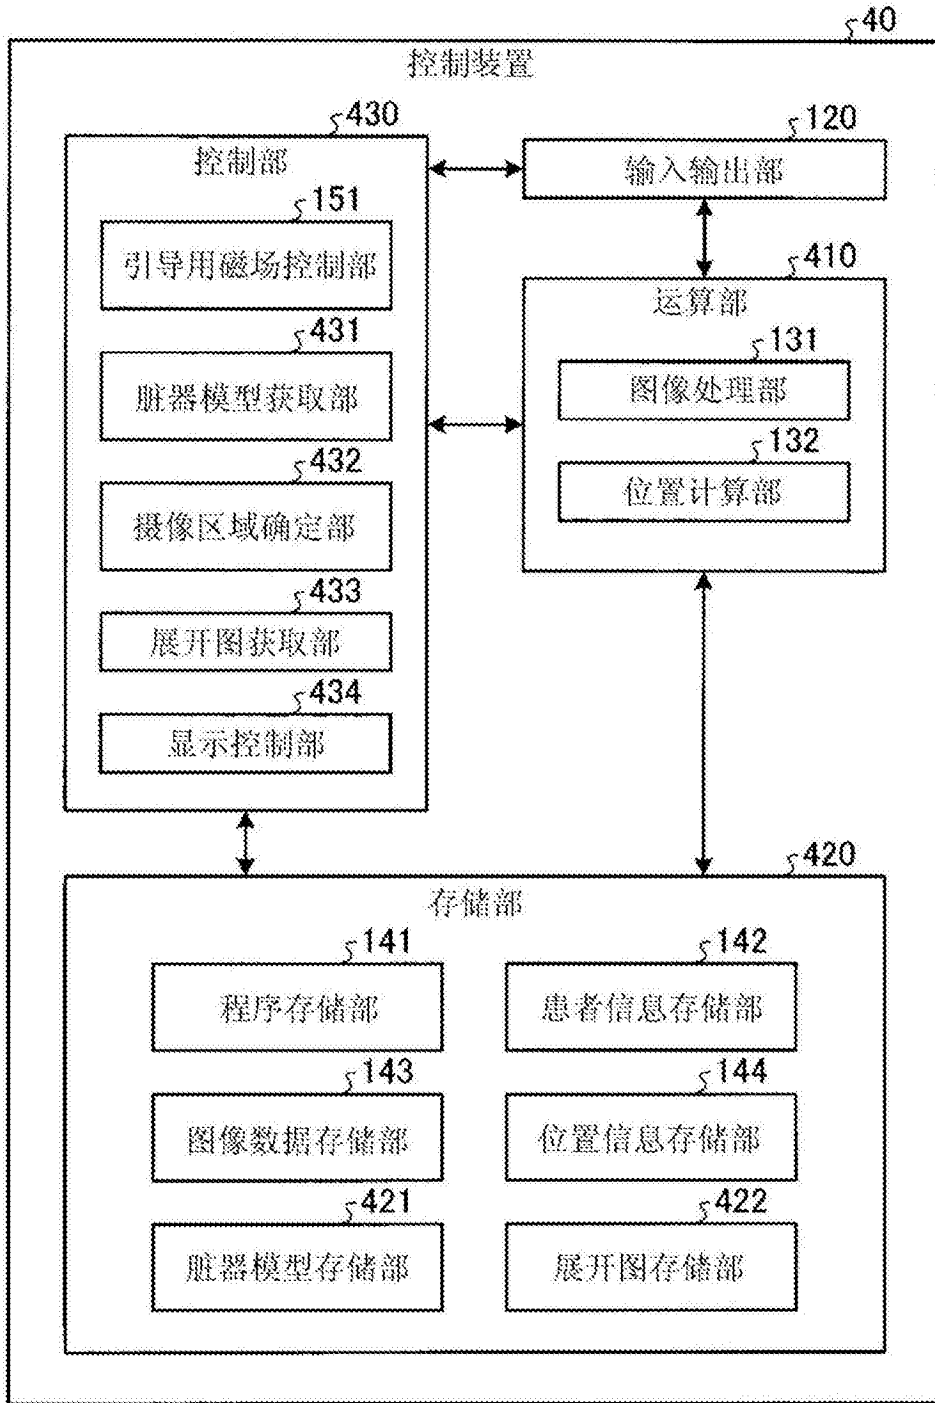 40
控制装置
430
控制部
151
引导用磁场控制部
431
脏器模型获取部
432
摄像区域确定部
433
展开图获取部
434
显示控制部
120
输入输出部
410
运算部
131
图像处理部
132
位置计算部
420
存储部
141
程序存储部
142
患者信息存储部
143
图像数据存储部
144
位置信息存储部
421
脏器模型存储部
422
展开图存储部